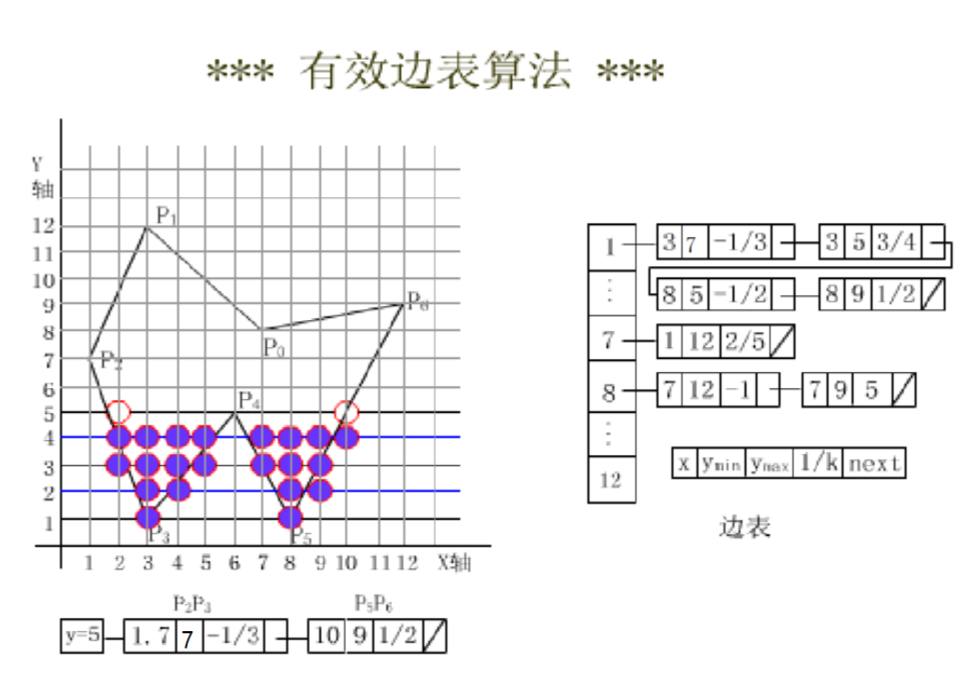 *** 有效边表算法 ***
Y
轴
12
11
10
9
8
7
6
5
4
3
2
1
P₁
P₆
P₀
P₂
P₄
P₃
P₅
1 2 3 4 5 6 7 8 9 10 11 12 X轴
P₂P₃ P₅P₆
y=5 1.7 7 -1/3 10 9 1/2
1 3 7 -1/3 3 5 3/4
⋮ 8 5 -1/2 8 9 1/2
7 1 12 2/5
8 7 12 -1 7 9 5
⋮
12
x ymin ymax 1/k next
边表